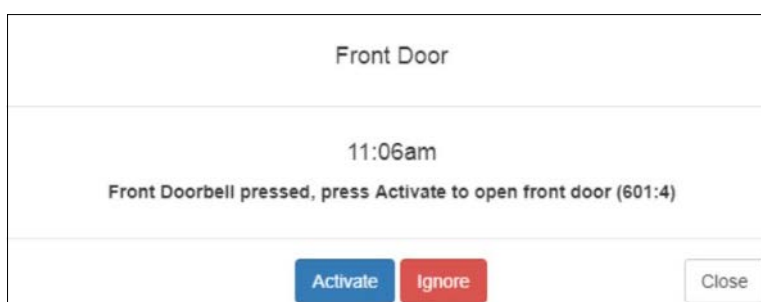 Front Door
11:06am
Front Doorbell pressed, press Activate to open front door (601:4)
Activate Ignore Close